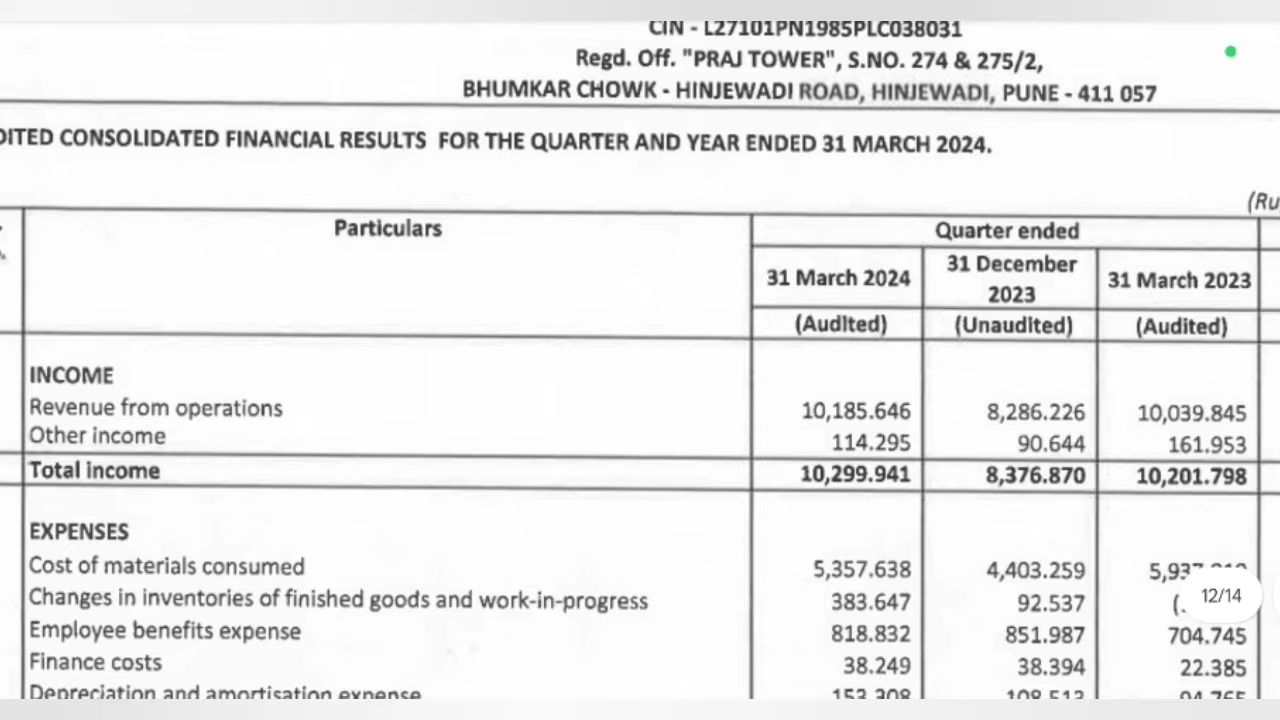 CIN - L27101PN1985PLC038031
Regd. Off. "PRAJ TOWER", S.NO. 274 & 275/2,
BHUMKAR CHOWK - HINJEWADI ROAD, HINJEWADI, PUNE - 411 057
CONSOLIDATED FINANCIAL RESULTS FOR THE QUARTER AND YEAR ENDED 31 MARCH 2024.
Particulars Quarter ended
31 March 2024 31 December 2023 31 March 2023
(Audited) (Unaudited) (Audited)
INCOME
Revenue from operations 10,185.646 8,286.226 10,039.845
Other income 114.295 90.644 161.953
Total income 10,299.941 8,376.870 10,201.798
EXPENSES
Cost of materials consumed 5,357.638 4,403.259
Changes in inventories of finished goods and work-in-progress 383.647 92.537
12/14
Employee benefits expense 818.832 851.987 704.745
Finance costs 38.249 38.394 22.385
Depreciation and amortisation expense